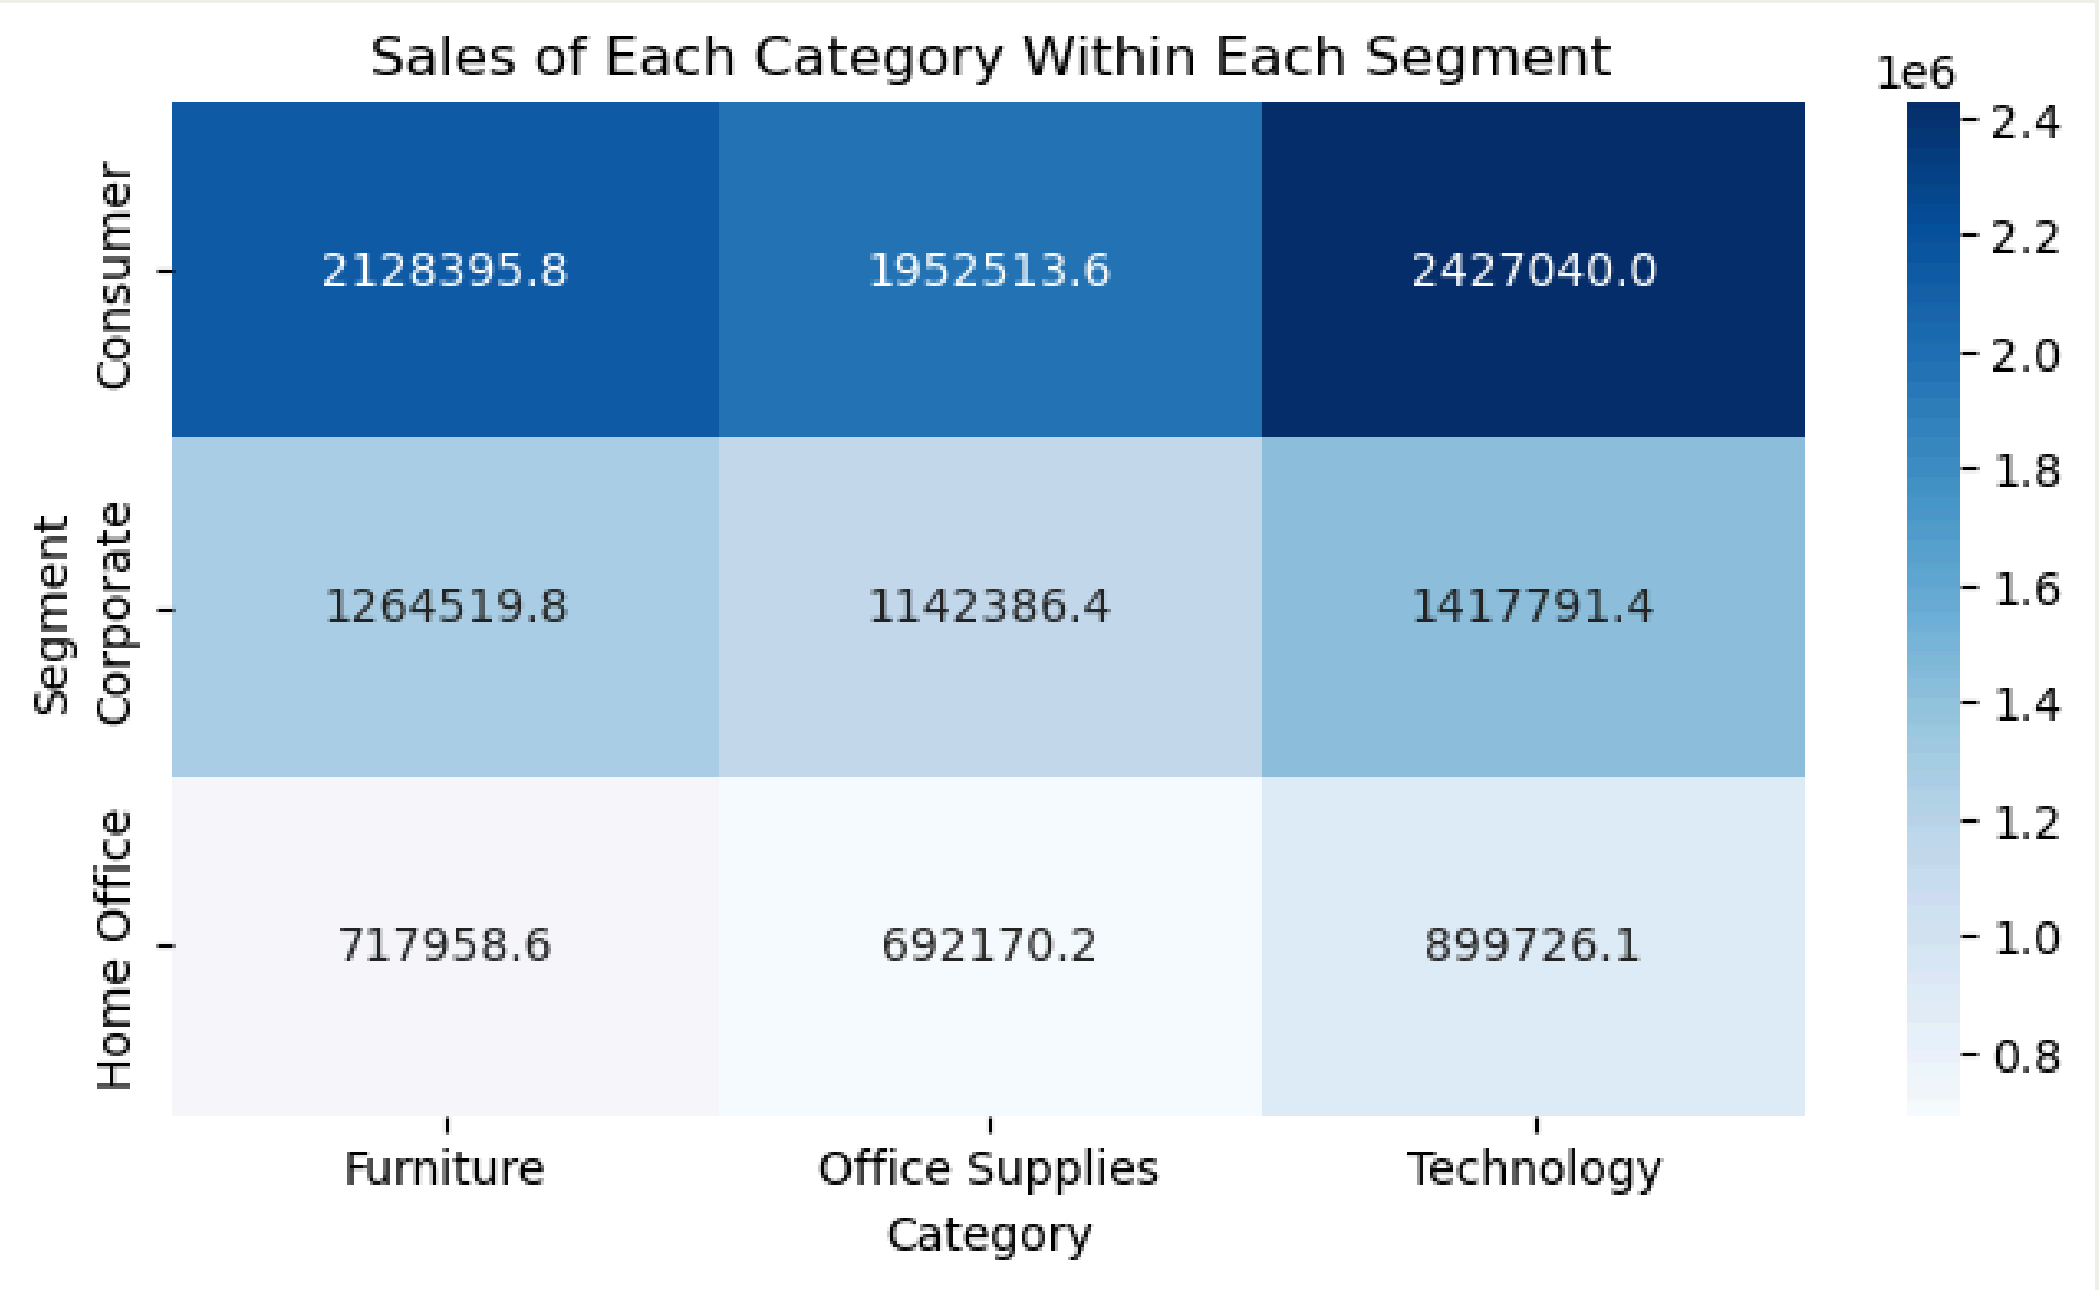 Sales of Each Category Within Each Segment
1e6
2.4
2.2
2.0
1.8
1.6
1.4
1.2
1.0
0.8
Segment
Consumer
2128395.8 1952513.6 2427040.0
Corporate
1264519.8 1142386.4 1417791.4
Home Office
717958.6 692170.2 899726.1
Furniture Office Supplies Technology
Category